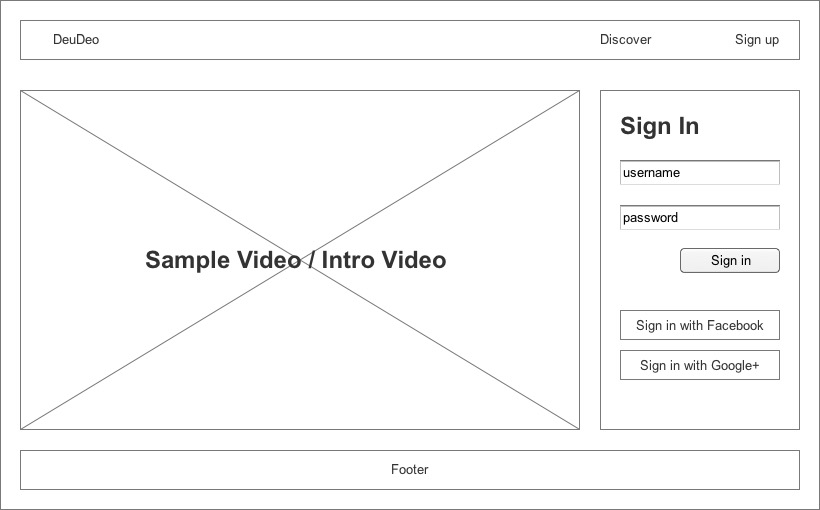 DeuDeo
Discover
Sign up
Sample Video / Intro Video
Sign In
username
password
Sign in
Sign in with Facebook
Sign in with Google+
Footer